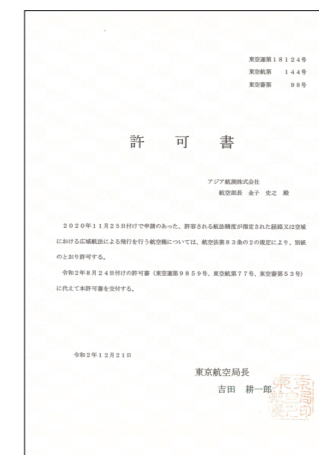 東空運第18124号
東空航第 144号
東空審第 98号
許 可 書
アジア航測株式会社
航空部長 金子 史之 殿
2020年11月25日付けで申請のあった、許容される航法精度が指定された経路又は空域
における広域航法による飛行を行う航空機については、航空法第83条の2の規定により、別紙
のとおり許可する。
令和2年8月24日付けの許可書(東空運第9859号、東空航第77号、東空審第53号)
に代えて本許可書を交付する。
令和2年12月21日
東京航空局長
吉田 耕一郎